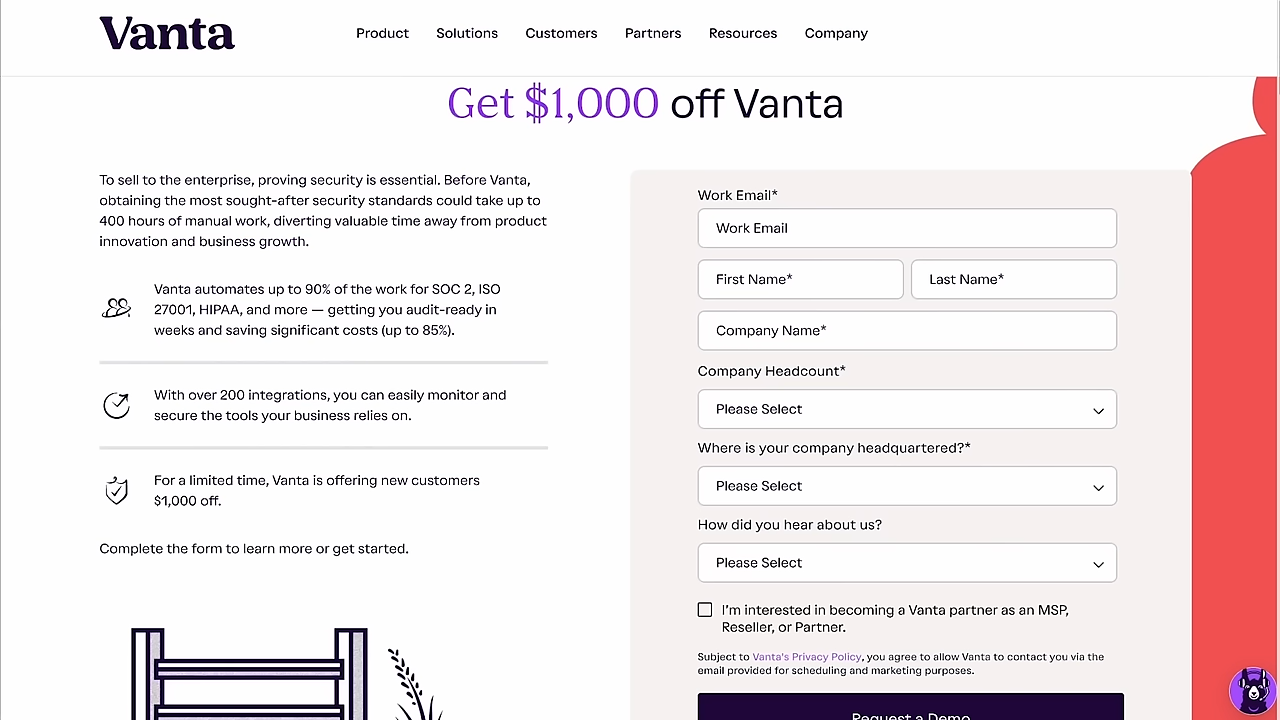 Vanta
Product Solutions Customers Partners Resources Company
Get $1,000 off Vanta
To sell to the enterprise, proving security is essential. Before Vanta,
obtaining the most sought-after security standards could take up to
400 hours of manual work, diverting valuable time away from product
innovation and business growth.
Vanta automates up to 90% of the work for SOC 2, ISO
27001, HIPAA, and more — getting you audit-ready in
weeks and saving significant costs (up to 85%).
With over 200 integrations, you can easily monitor and
secure the tools your business relies on.
For a limited time, Vanta is offering new customers
$1,000 off.
Complete the form to learn more or get started.
Work Email*
Work Email
First Name* Last Name*
Company Name*
Company Headcount*
Please Select
Where is your company headquartered?*
Please Select
How did you hear about us?
Please Select
I'm interested in becoming a Vanta partner as an MSP,
Reseller, or Partner.
Subject to Vanta's Privacy Policy, you agree to allow Vanta to contact you via the
email provided for scheduling and marketing purposes.
Request a Demo